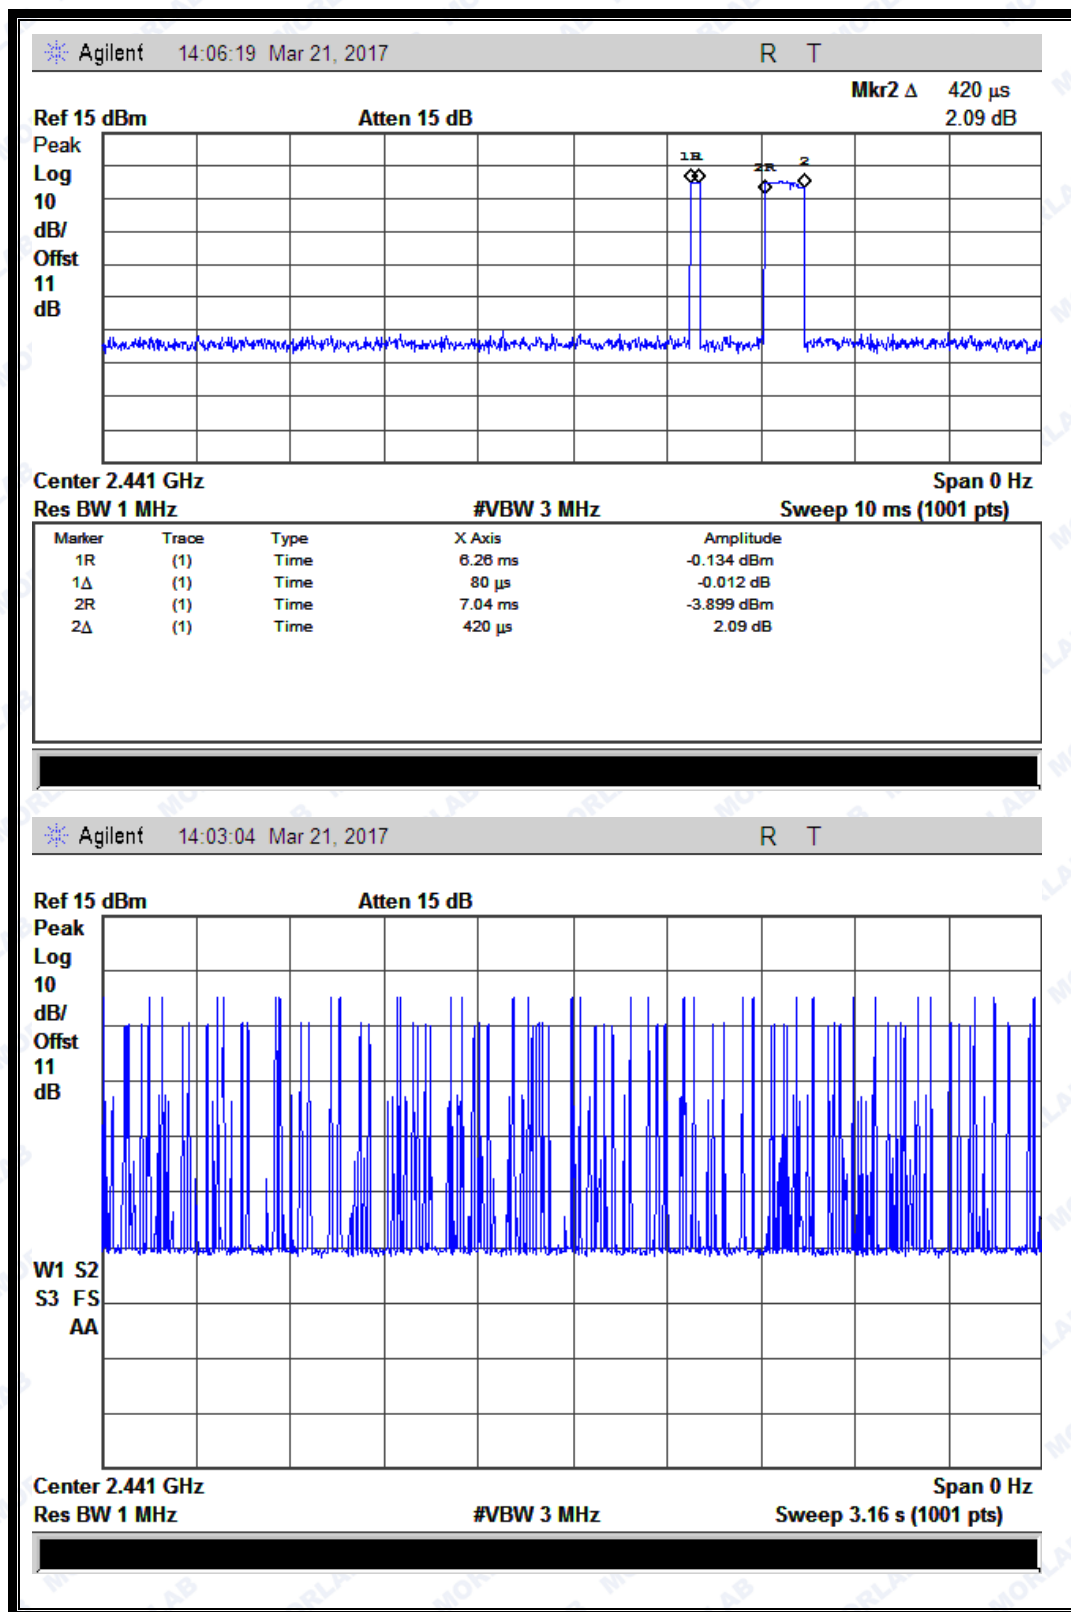 Agilent 14:06:19 Mar 21, 2017 R T
Mkr2 Δ 420 µs
Ref 15 dBm Atten 15 dB 2.09 dB
Peak
Log
10
dB/
Offst
11
dB
1R
2R
2
Center 2.441 GHz Span 0 Hz
Res BW 1 MHz #VBW 3 MHz Sweep 10 ms (1001 pts)
Marker Trace Type X Axis Amplitude
1R (1) Time 6.26 ms -0.134 dBm
1Δ (1) Time 80 µs -0.012 dB
2R (1) Time 7.04 ms -3.899 dBm
2Δ (1) Time 420 µs 2.09 dB
Agilent 14:03:04 Mar 21, 2017 R T
Ref 15 dBm Atten 15 dB
Peak
Log
10
dB/
Offst
11
dB
W1 S2
S3 FS
AA
Center 2.441 GHz Span 0 Hz
Res BW 1 MHz #VBW 3 MHz Sweep 3.16 s (1001 pts)